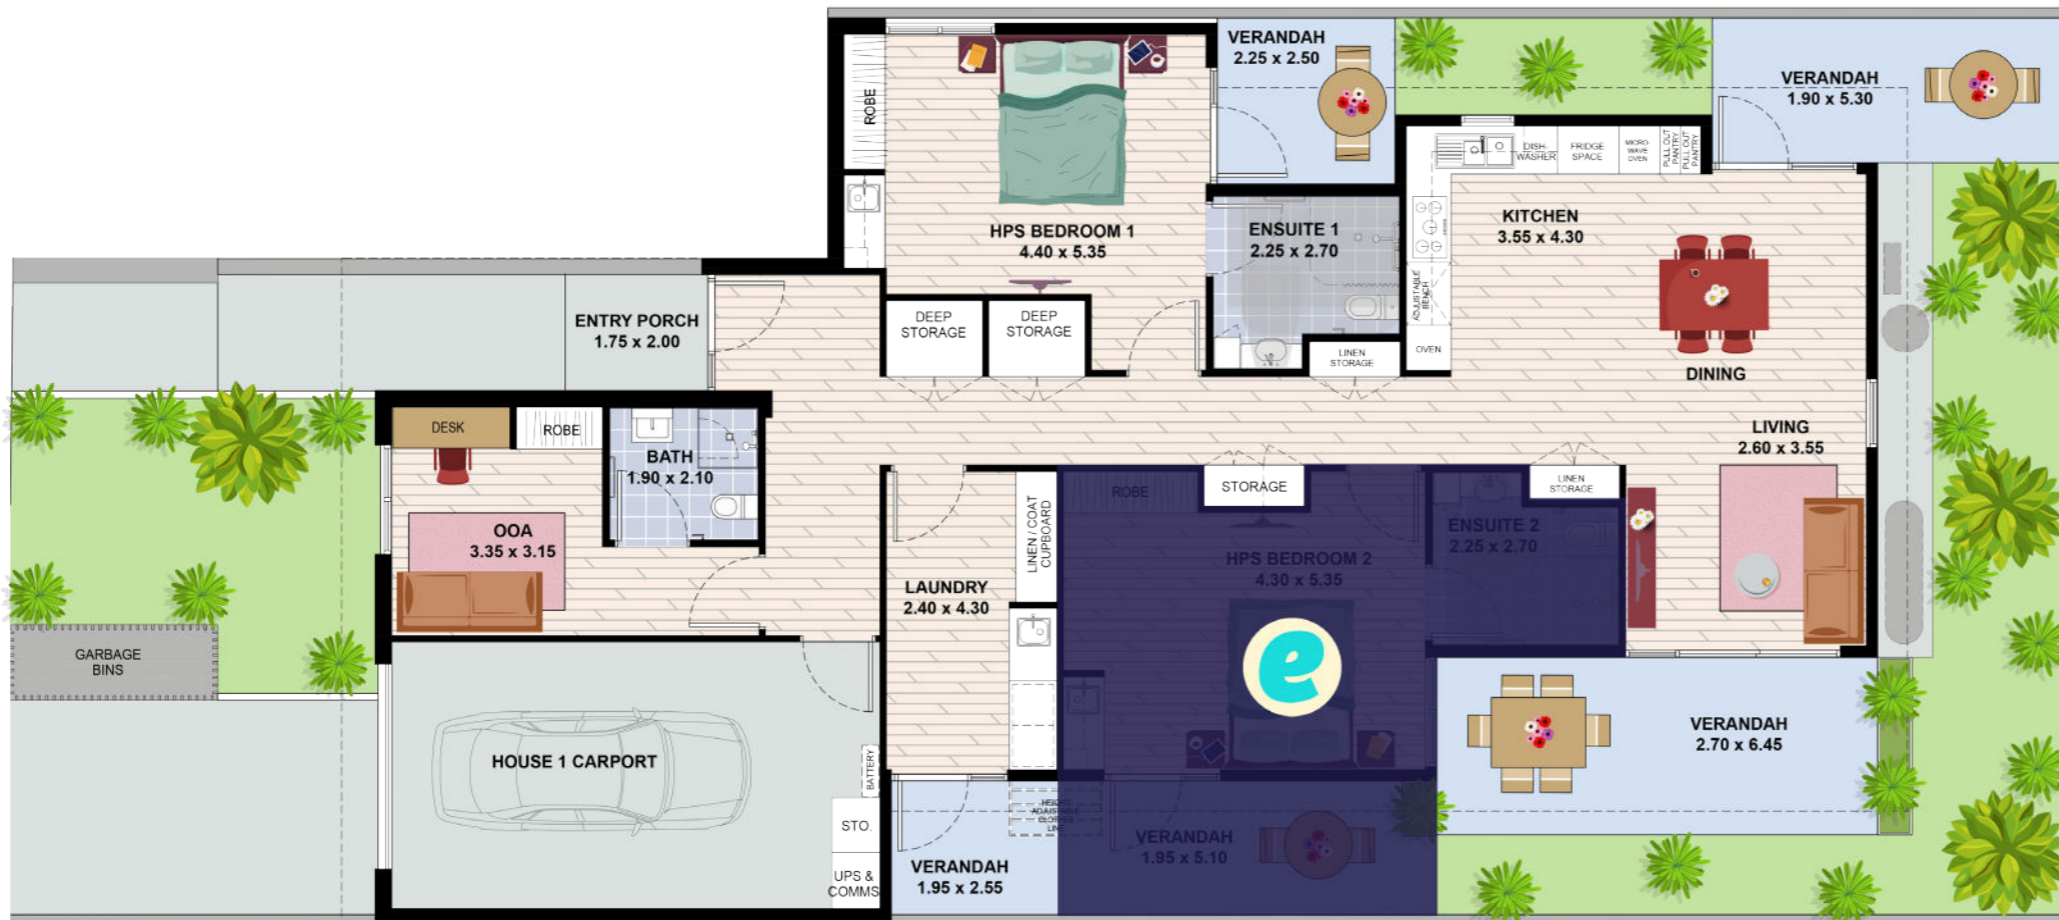 VERANDAH
2.25 x 2.50
VERANDAH
1.90 x 5.30
ROBE
DISH-
WASHER
FRIDGE
SPACE
MICRO-
WAVE
OVEN
PULL OUT
PANTRY
PULL OUT
PANTRY
HPS BEDROOM 1
4.40 x 5.35
ENSUITE 1
2.25 x 2.70
KITCHEN
3.55 x 4.30
ADJUSTABLE
BENCH
OVEN
ENTRY PORCH
1.75 x 2.00
DEEP
STORAGE
DEEP
STORAGE
LINEN
STORAGE
DINING
DESK
ROBE
BATH
1.90 x 2.10
LIVING
2.60 x 3.55
OOA
3.35 x 3.15
LINEN / COAT
CUPBOARD
ROBE
STORAGE
LINEN
STORAGE
ENSUITE 2
2.25 x 2.70
HPS BEDROOM 2
4.30 x 5.35
LAUNDRY
2.40 x 4.30
GARBAGE
BINS
e
HOUSE 1 CARPORT
BATTERY
VERANDAH
2.70 x 6.45
STO.
HEIGHT
ADJUSTABLE
CLOTHES
LINE
VERANDAH
1.95 x 5.10
UPS &
COMMS
VERANDAH
1.95 x 2.55